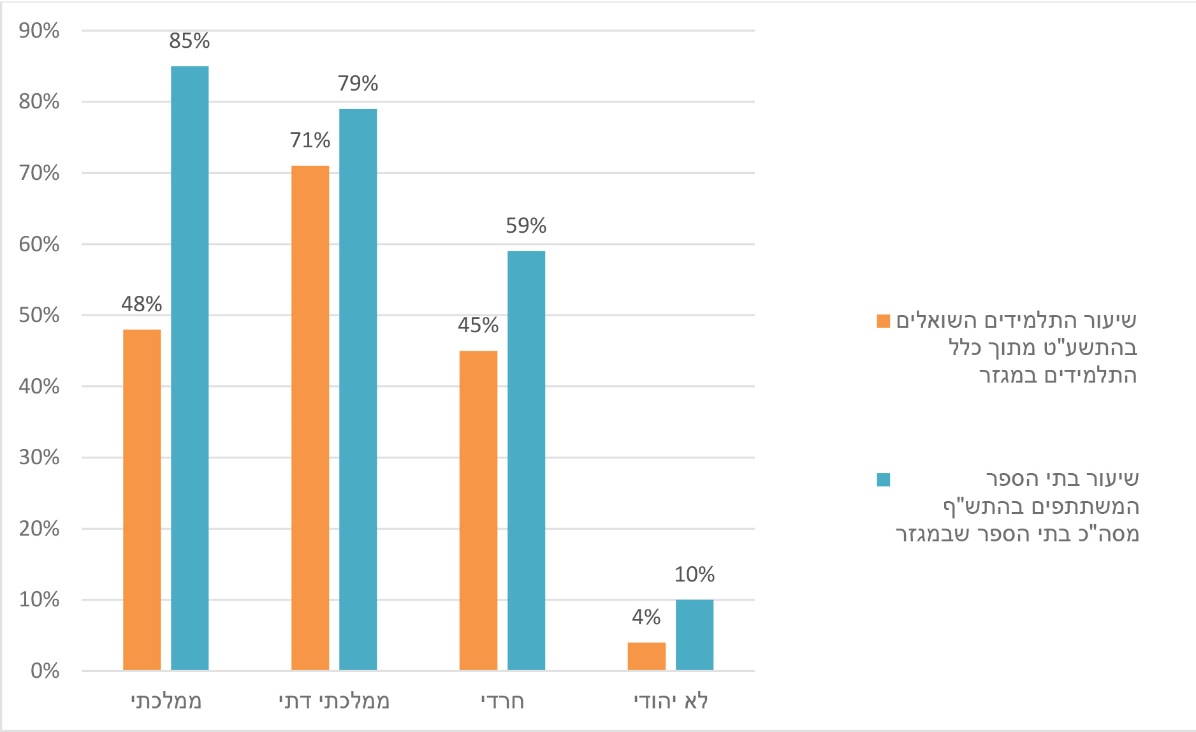 90%
80%
70%
60%
50%
40%
30%
20%
10%
0%
85%
48%
79%
71%
59%
45%
10%
4%
ממלכתי
ממלכתי דתי
חרדי
לא יהודי
שיעור התלמידים השואלים
בהתשע"ט מתוך כלל
התלמידים במגזר
שיעור בתי הספר
המשתתפים בהתש"ף
מסה"כ בתי הספר שבמגזר